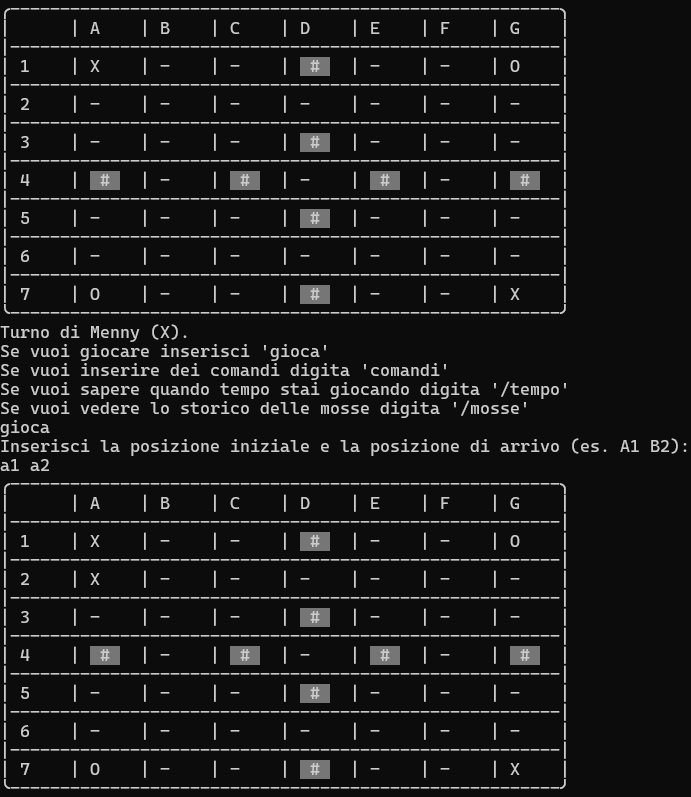 | A | B | C | D | E | F | G
1 | X | – | – | # | – | – | O
2 | – | – | – | – | – | – | –
3 | – | – | – | # | – | – | –
4 | # | – | # | – | # | – | #
5 | – | – | – | # | – | – | –
6 | – | – | – | – | – | – | –
7 | O | – | – | # | – | – | X
Turno di Menny (X).
Se vuoi giocare inserisci 'gioca'
Se vuoi inserire dei comandi digita 'comandi'
Se vuoi sapere quando tempo stai giocando digita '/tempo'
Se vuoi vedere lo storico delle mosse digita '/mosse'
gioca
Inserisci la posizione iniziale e la posizione di arrivo (es. A1 B2):
a1 a2
| A | B | C | D | E | F | G
1 | X | – | – | # | – | – | O
2 | X | – | – | – | – | – | –
3 | – | – | – | # | – | – | –
4 | # | – | # | – | # | – | #
5 | – | – | – | # | – | – | –
6 | – | – | – | – | – | – | –
7 | O | – | – | # | – | – | X